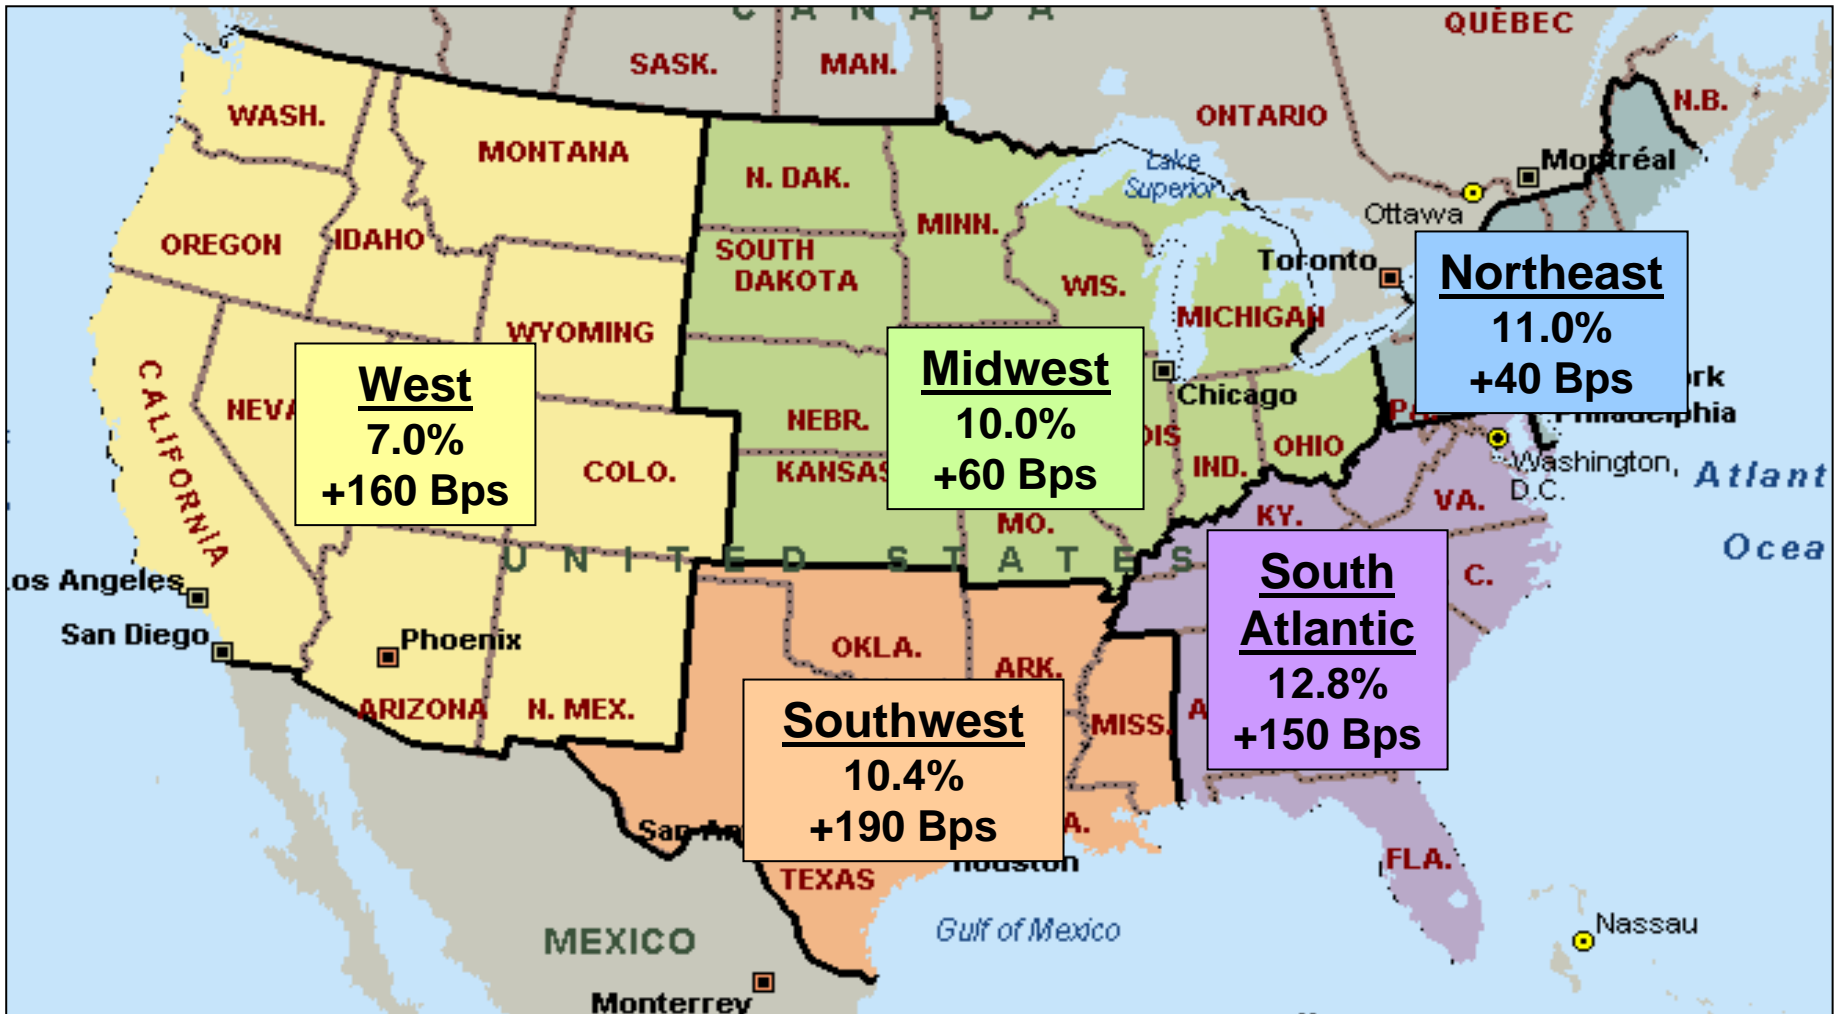 C A N A D A
QUÉBEC
SASK.
MAN.
N.B.
ONTARIO
WASH.
MONTANA
N. DAK.
MINN.
Lake
Superior
Montréal
Ottawa
OREGON
IDAHO
SOUTH
DAKOTA
WIS.
Toronto
MICHIGAN
WYOMING
Northeast
11.0%
+40 Bps
West
7.0%
+160 Bps
Midwest
10.0%
+60 Bps
CALIFORNIA
NEBR.
Chicago
Philadelphia
COLO.
IND.
OHIO
Washington,
D.C.
VA.
KY.
MO.
UNITED STATES
Los Angeles
San Diego
Phoenix
ARIZONA
N. MEX.
OKLA.
ARK.
MISS.
South
Atlantic
12.8%
+150 Bps
Southwest
10.4%
+190 Bps
Houston
TEXAS
FLA.
Gulf of Mexico
Nassau
MEXICO
Monterrey